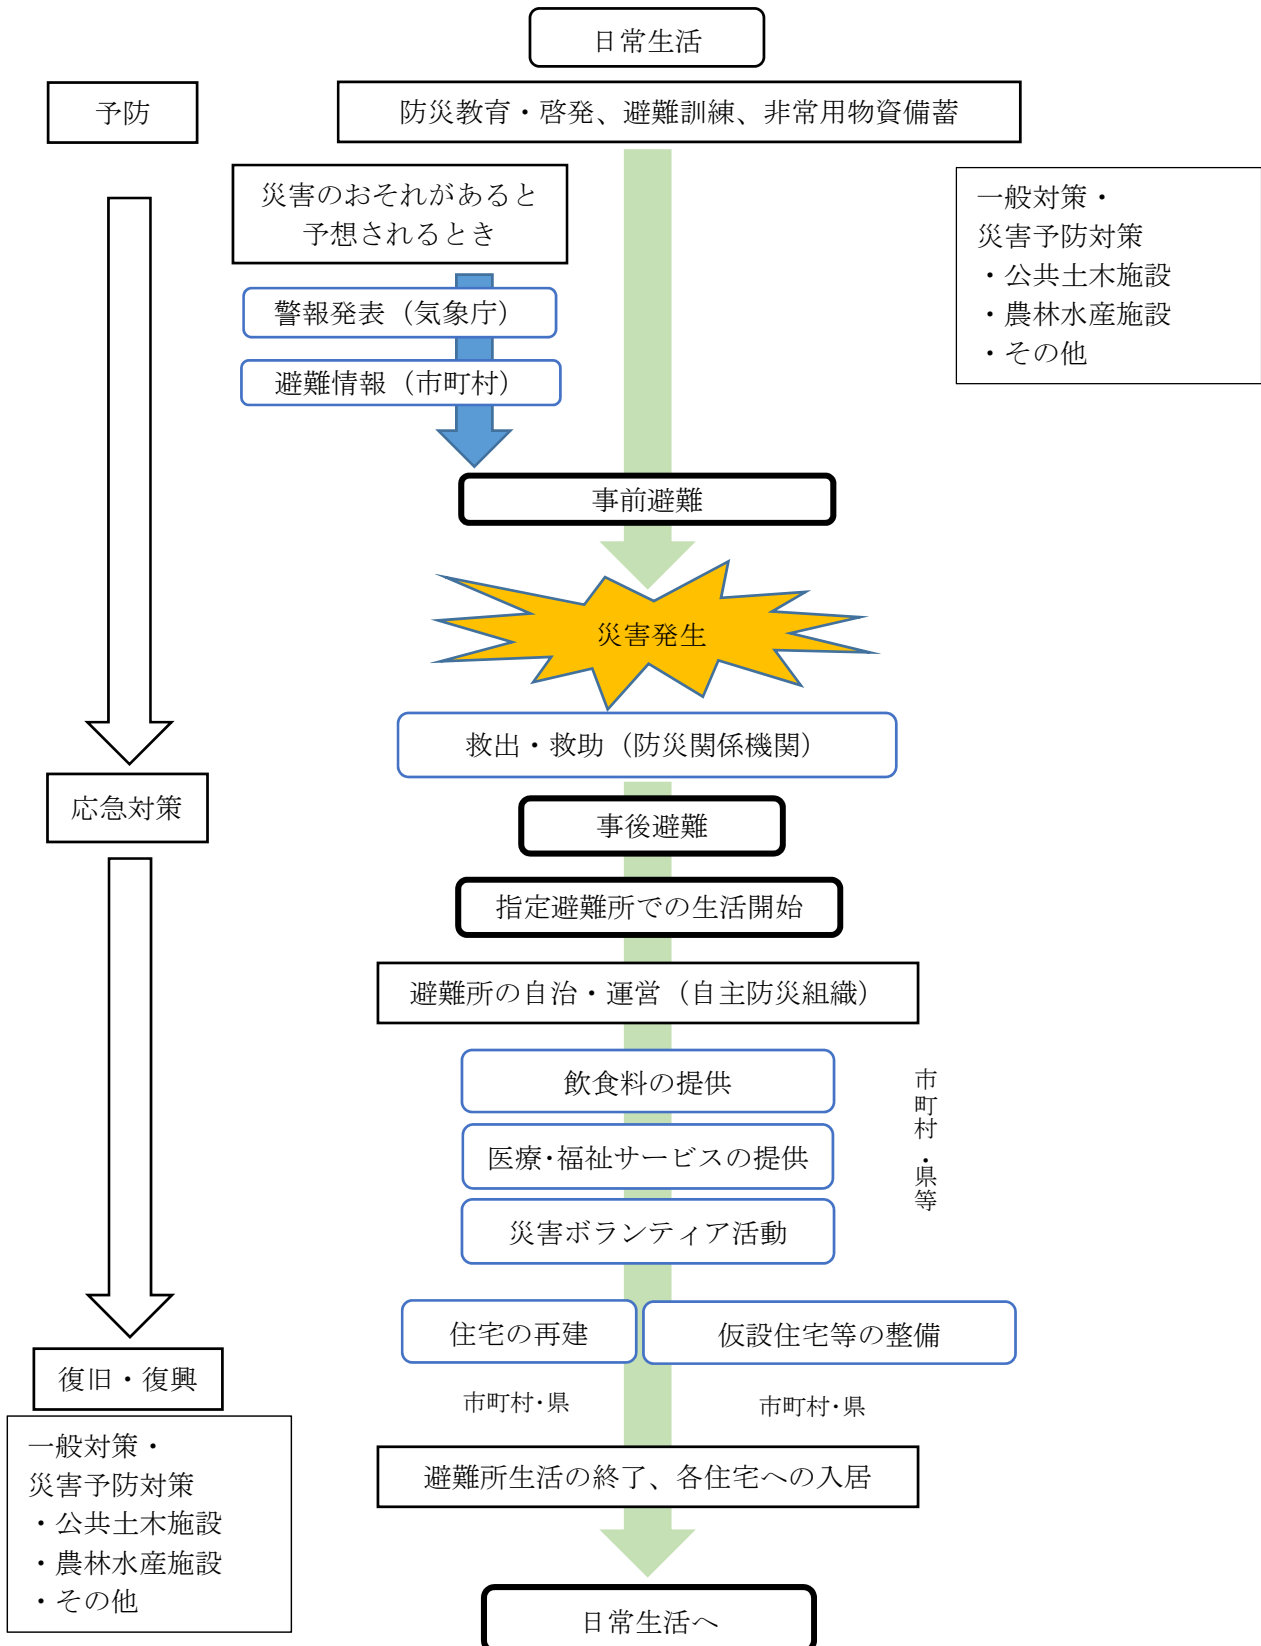 日常生活
予防
防災教育・啓発、避難訓練、非常用物資備蓄
災害のおそれがあると
予想されるとき
一般対策・
災害予防対策
・公共土木施設
・農林水産施設
・その他
警報発表（気象庁）
避難情報（市町村）
事前避難
災害発生
救出・救助（防災関係機関）
応急対策
事後避難
指定避難所での生活開始
避難所の自治・運営（自主防災組織）
飲食料の提供
医療・福祉サービスの提供
災害ボランティア活動
市町村・県等
住宅の再建
仮設住宅等の整備
市町村・県
市町村・県
復旧・復興
一般対策・
災害予防対策
・公共土木施設
・農林水産施設
・その他
避難所生活の終了、各住宅への入居
日常生活へ